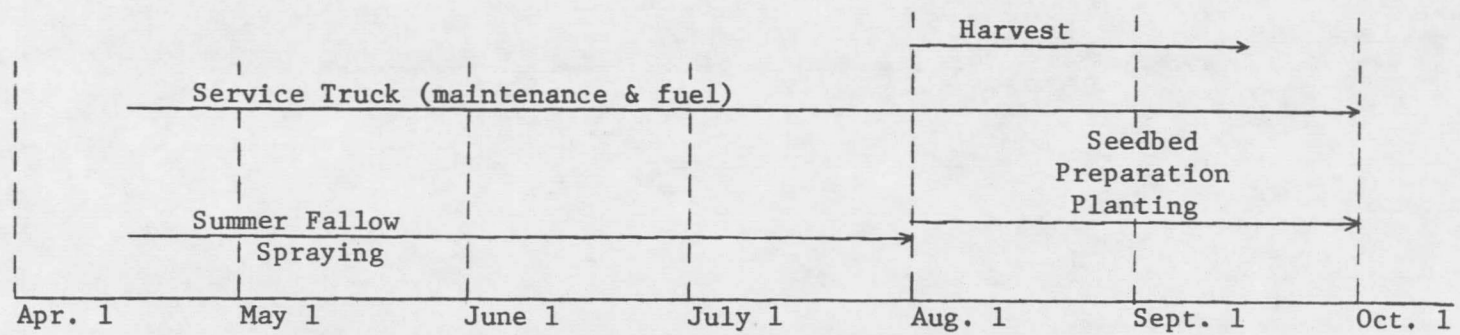 Harvest
Service Truck (maintenance & fuel)
Seedbed
Preparation
Planting
Summer Fallow
Spraying
Apr. 1 May 1 June 1 July 1 Aug. 1 Sept. 1 Oct. 1